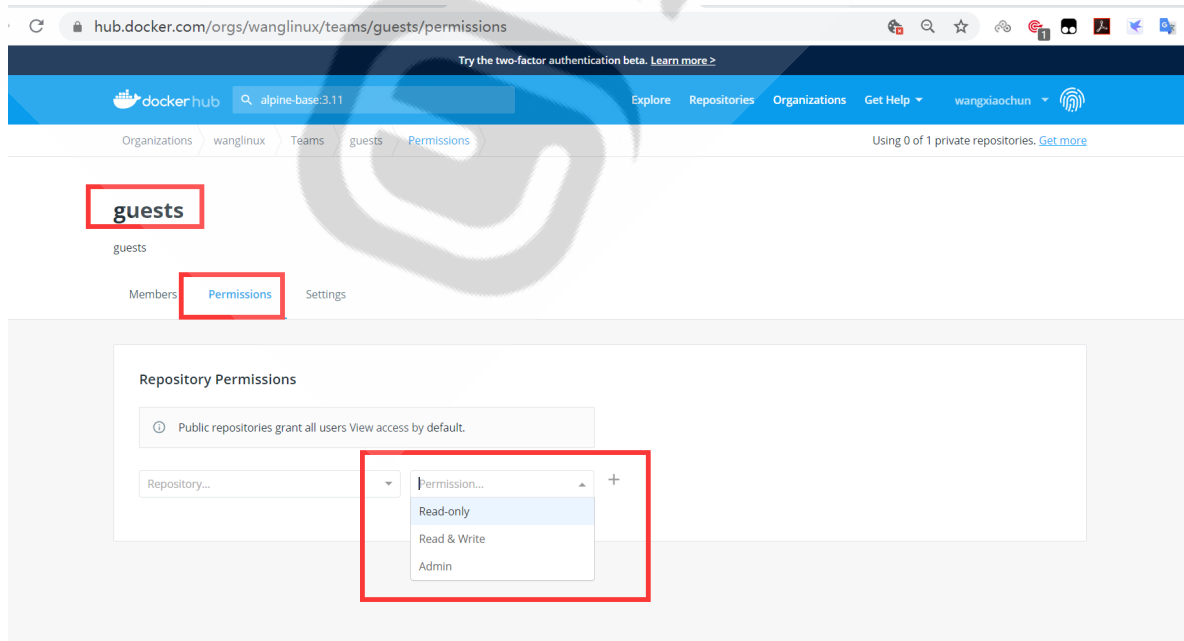 hub.docker.com/orgs/wanglinux/teams/guests/permissions
1
Try the two-factor authentication beta. Learn more >
dockerhub alpine-base:3.11 Explore Repositories Organizations Get Help wangxiaochun
Organizations wanglinux Teams guests Permissions Using 0 of 1 private repositories. Get more
guests
guests
Members Permissions Settings
Repository Permissions
Public repositories grant all users View access by default.
Repository... Permission... +
Read-only
Read & Write
Admin